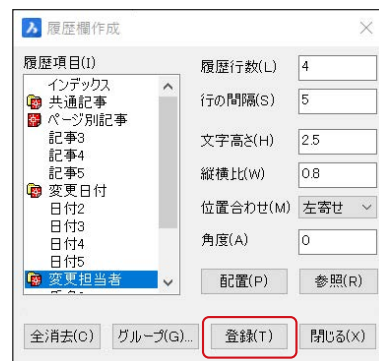 履歴欄作成
履歴項目(I)
インデックス
共通記事
ページ別記事
記事3
記事4
記事5
変更日付
日付2
日付3
日付4
日付5
変更担当者
履歴行数(L) 4
行の間隔(S) 5
文字高さ(H) 2.5
縦横比(W) 0.8
位置合わせ(M) 左寄せ
角度(A) 0
配置(P) 参照(R)
全消去(C) グループ(G)... 登録(T) 閉じる(X)